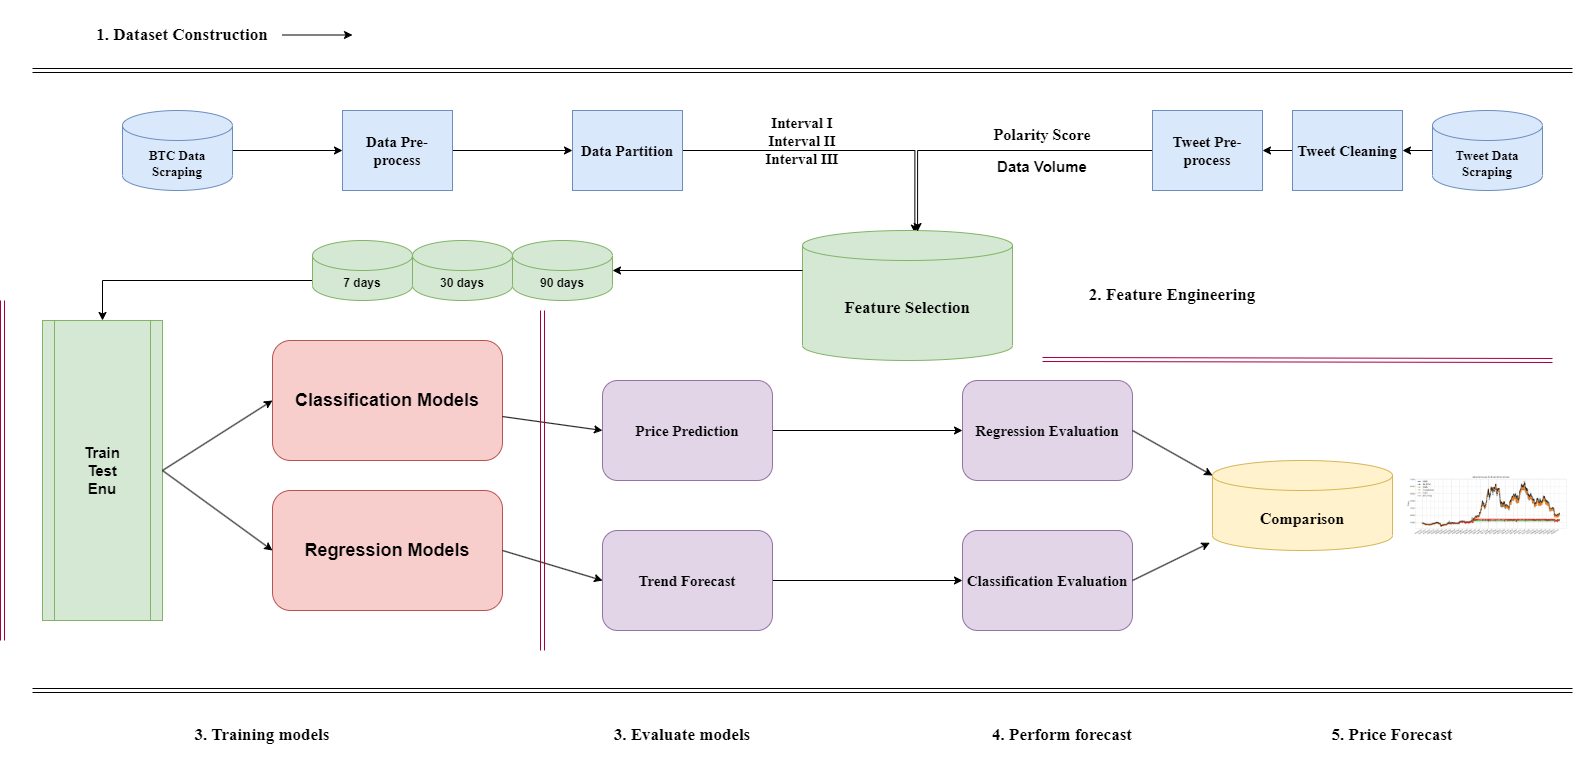 1. Dataset Construction
BTC Data
Scraping
Data Pre-
process
Data Partition
Interval I
Interval II
Interval III
Polarity Score
Data Volume
Tweet Pre-
process
Tweet Cleaning
Tweet Data
Scraping
7 days
30 days
90 days
Feature Selection
2. Feature Engineering
Train
Test
Enu
Classification Models
Regression Models
Price Prediction
Trend Forecast
Regression Evaluation
Classification Evaluation
Comparison
3. Training models
3. Evaluate models
4. Perform forecast
5. Price Forecast